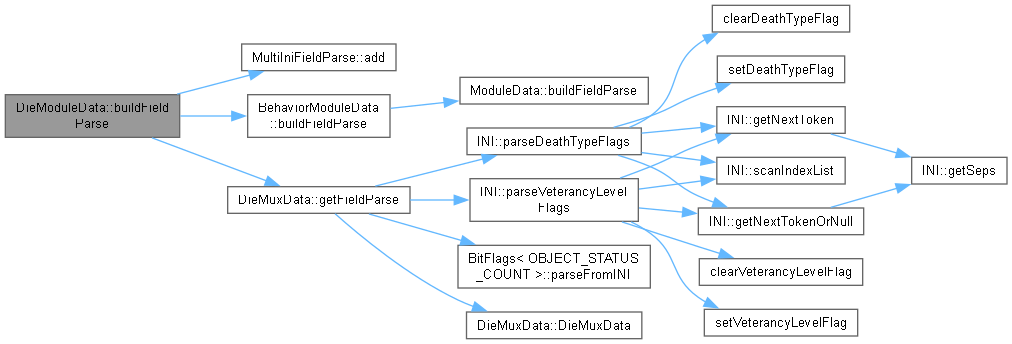 DieModuleData::buildField
Parse
MultiIniFieldParse::add
BehaviorModuleData
::buildFieldParse
ModuleData::buildFieldParse
DieMuxData::getFieldParse
INI::parseDeathTypeFlags
INI::parseVeterancyLevel
Flags
BitFlags< OBJECT_STATUS
_COUNT >::parseFromINI
DieMuxData::DieMuxData
clearDeathTypeFlag
setDeathTypeFlag
INI::getNextToken
INI::scanIndexList
INI::getNextTokenOrNull
clearVeterancyLevelFlag
setVeterancyLevelFlag
INI::getSeps